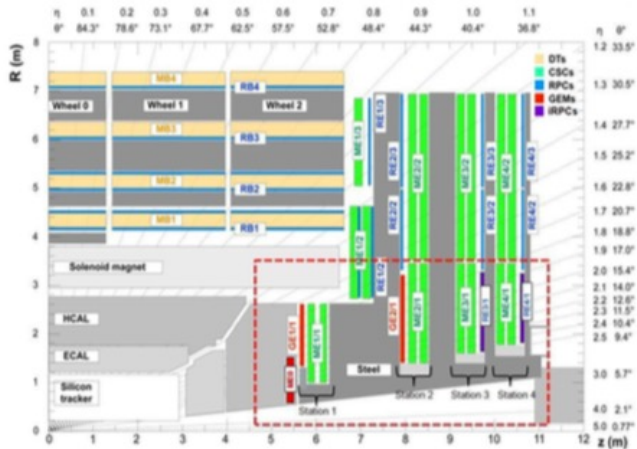 η 0.1 0.2 0.3 0.4 0.5 0.6 0.7 0.8 0.9 1.0 1.1
θ° 84.3° 78.6° 73.1° 67.7° 62.5° 57.5° 52.8° 48.4° 44.3° 40.4° 36.8° η θ°
R (m)
8
7
6
5
4
3
2
1
0
1.2 33.5°
1.3 30.5°
1.4 27.7°
1.5 25.2°
1.6 22.8°
1.7 20.7°
1.8 18.8°
1.9 17.0°
2.0 15.4°
2.1 14.0°
2.2 12.6°
2.3 11.5°
2.4 10.4°
2.5 9.4°
3.0 5.7°
4.0 2.1°
5.0 0.77°
DTs
CSCs
RPCs
GEMs
iRPCs
MB4
RB4
Wheel 0 Wheel 1 Wheel 2
MB3
RB3
MB2
RB2
MB1
RB1
Solenoid magnet
HCAL
ECAL
Silicon
tracker
Steel
ME1/3
RE1/3
ME1/2
RE1/2
GE1/1
ME1/1
ME0
RE2/3
RE2/2
ME2/2
GE2/1
ME2/1
ME3/2
RE3/3
RE3/2
ME3/1
RE3/1
ME4/2
RE4/3
RE4/2
ME4/1
RE4/1
Station 1
Station 2
Station 3
Station 4
0 1 2 3 4 5 6 7 8 9 10 11 12
z (m)